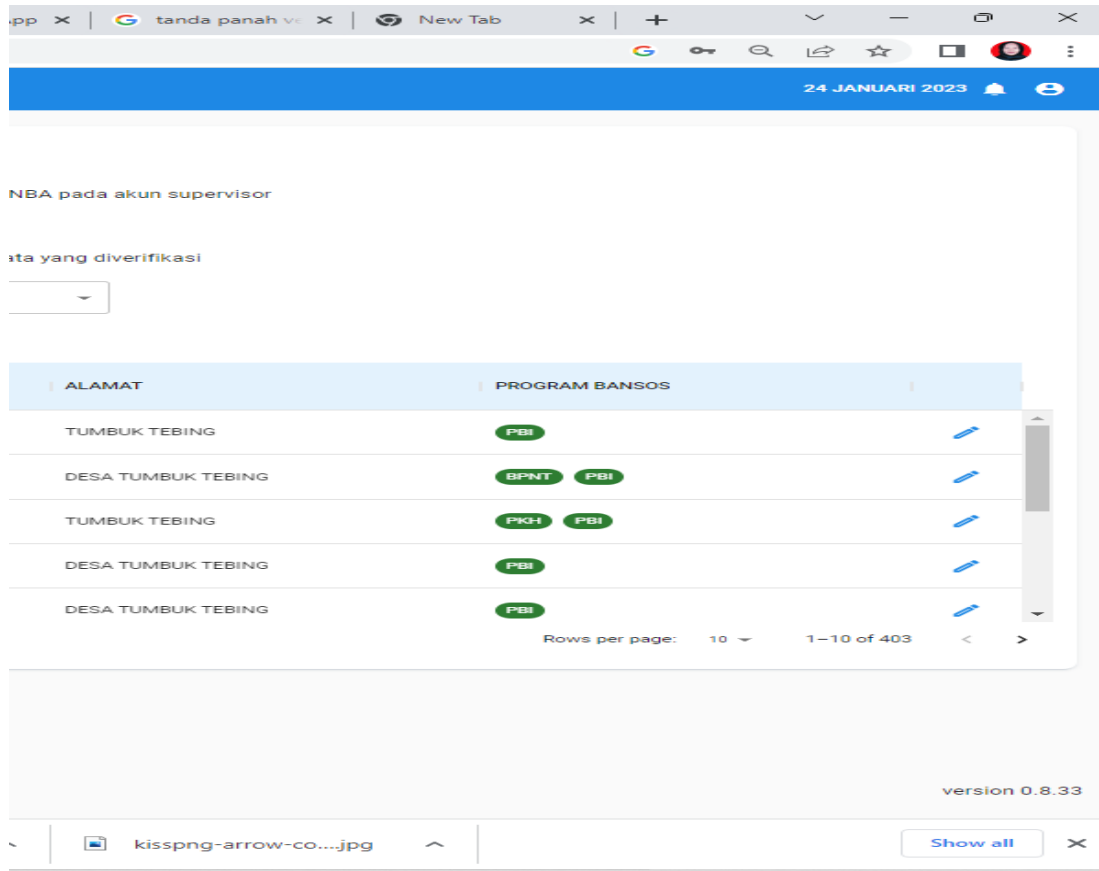 pp tanda panah ve New Tab
24 JANUARI 2023
NBA pada akun supervisor
ata yang diverifikasi
ALAMAT PROGRAM BANSOS
TUMBUK TEBING PBI
DESA TUMBUK TEBING BPNT PBI
TUMBUK TEBING PKH PBI
DESA TUMBUK TEBING PBI
DESA TUMBUK TEBING PBI
Rows per page: 10 1–10 of 403 < >
version 0.8.33
kisspng-arrow-co....jpg Show all